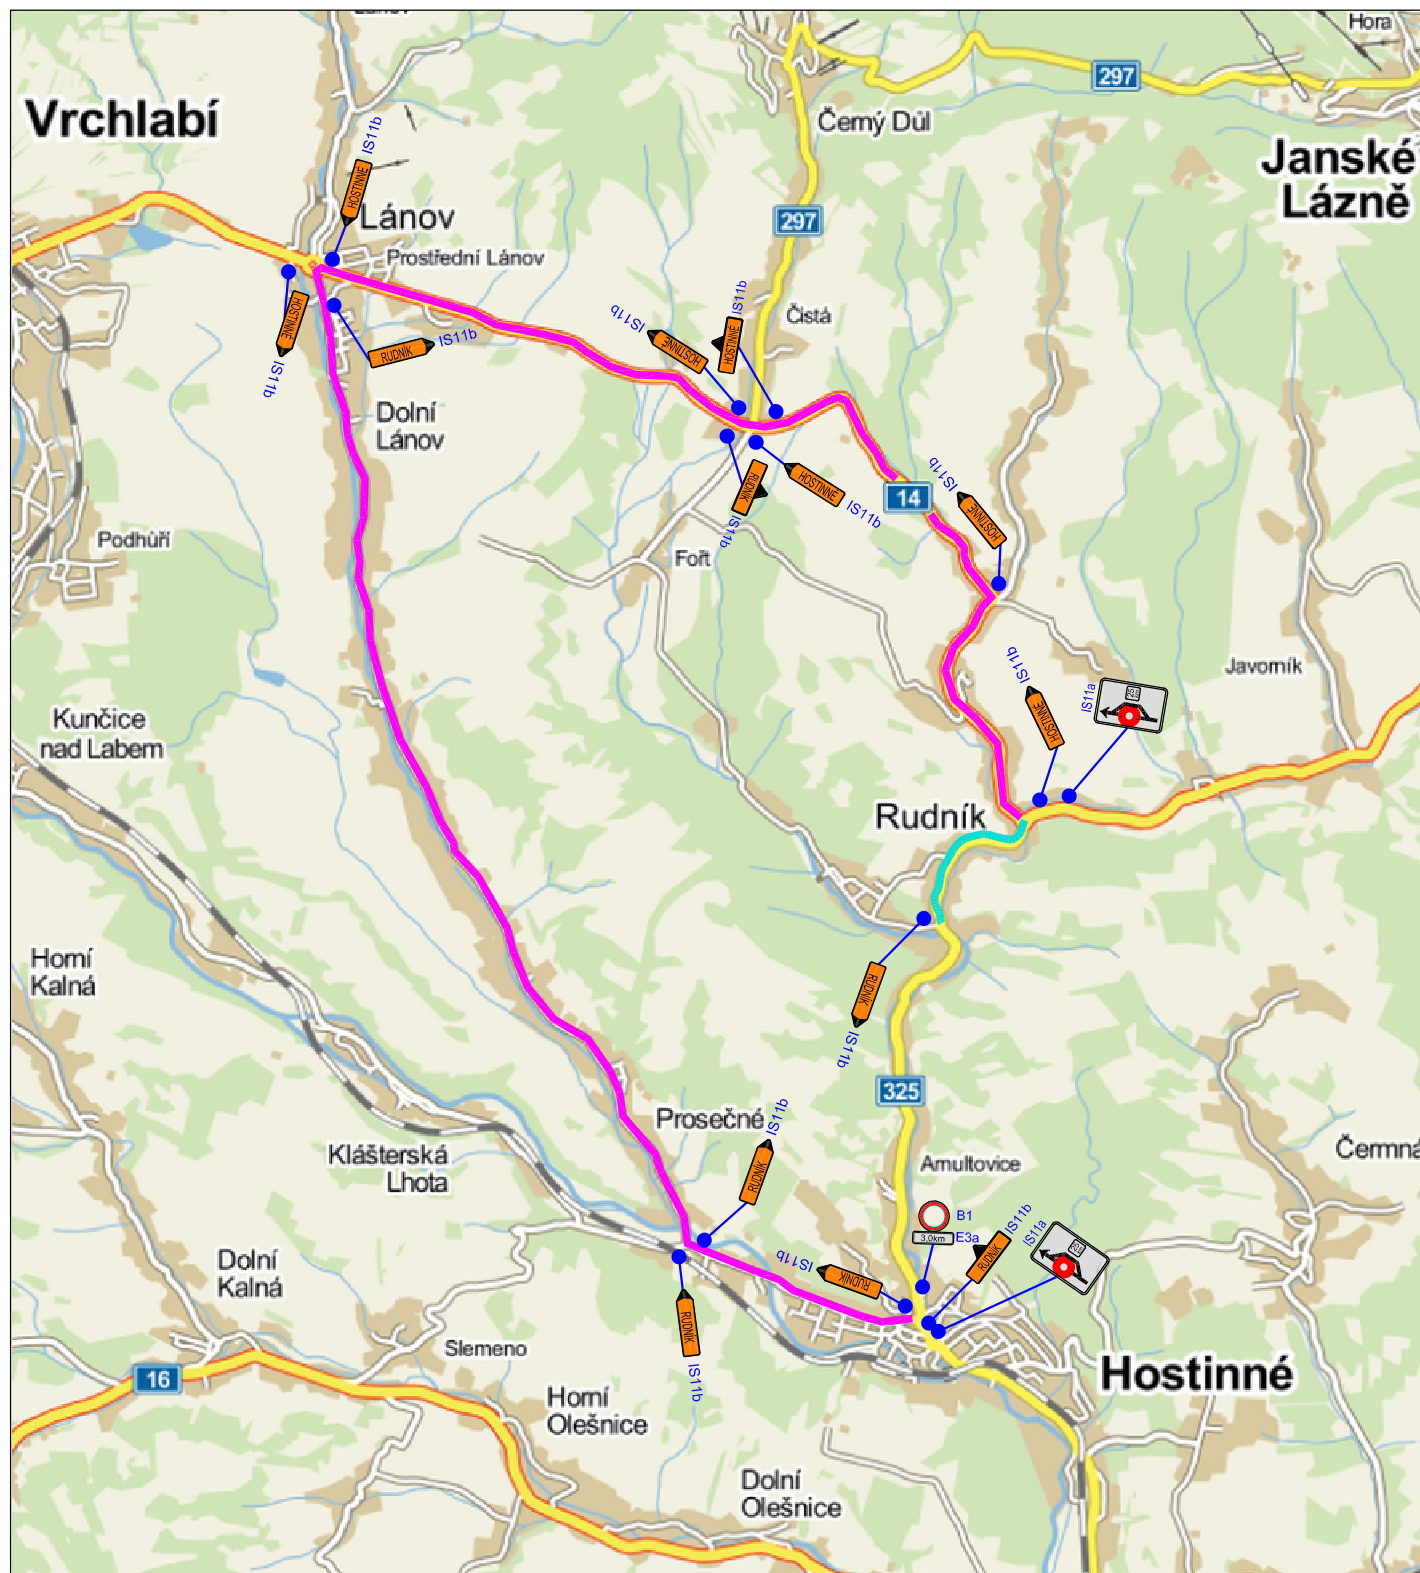 Hora
297
Vrchlabí
Černý Důl
IS11b
Janské
Lázně
HOSTINNÉ
Lánov
297
Prostřední Lánov
IS11b
HOSTINNÉ
IS11b
Čistá
HOSTINNÉ
IS11b
HOSTINNÉ
IS11b
RUDNÍK
IS11b
HOSTINNÉ
Dolní
Lánov
IS11b
HOSTINNÉ
RUDNÍK
HOSTINNÉ
14
IS11b
IS11b
Podhůří
Fořt
IS11b
HOSTINNÉ
Javorník
IS11a
Kunčice
nad Labem
Rudník
RUDNÍK
IS11b
Horní
Kalná
325
Prosečné
IS11b
RUDNÍK
Klášterská
Lhota
Arnultovice
Čermná
B1
E3a
3,0km
IS11b
RUDNÍK
IS11a
Dolní
Kalná
IS11b
RUDNÍK
RUDNÍK
IS11b
Slemeno
16
Hostinné
Horní
Olešnice
Dolní
Olešnice